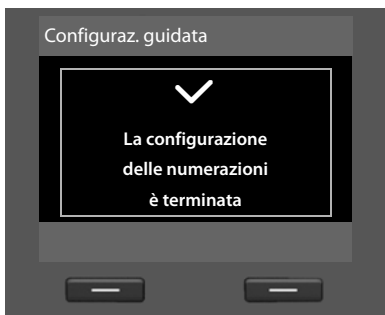 Configuraz. guidata
La configurazione
delle numerazioni
è terminata